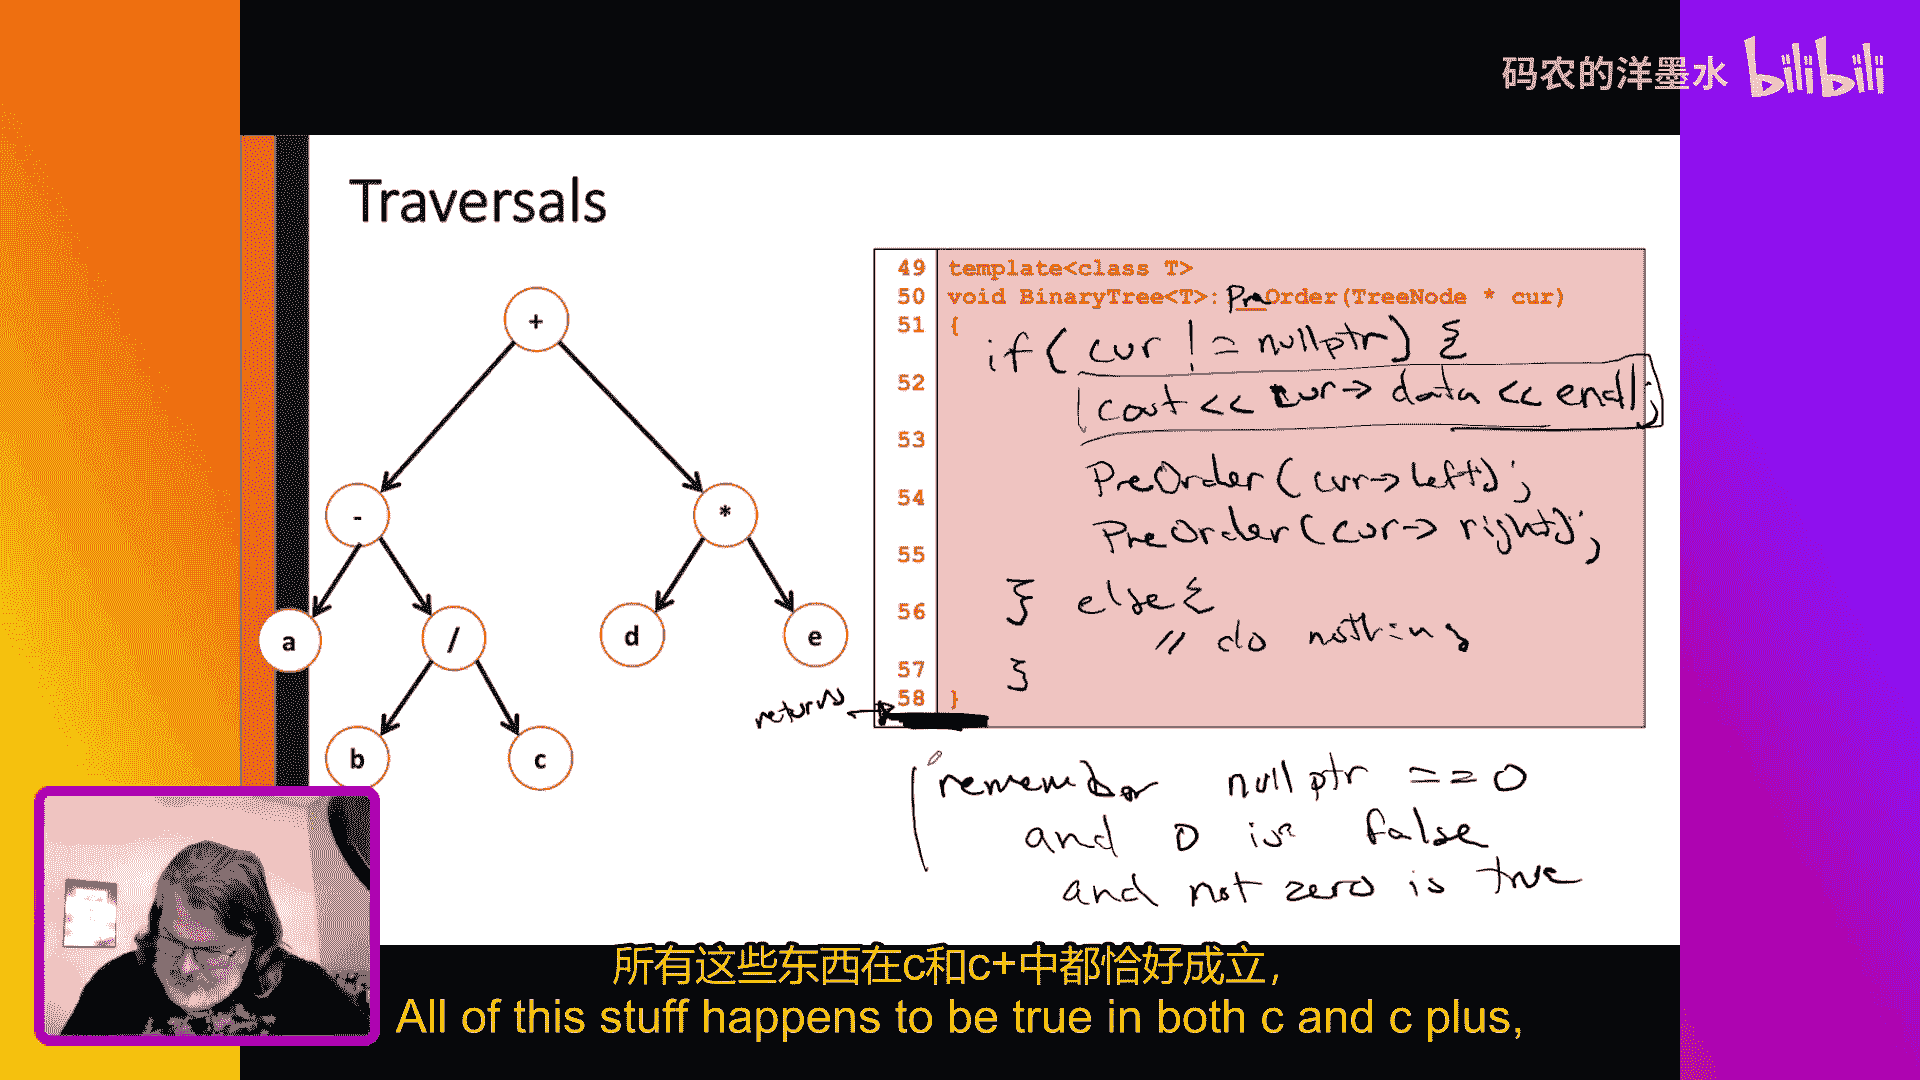 码农的洋墨水 bilibili
Traversals
+
-
*
a
/
d
e
b
c
49 template<class T>
50 void BinaryTree<T>:PreOrder(TreeNode * cur)
51 {
if( cur != nullptr) {
52 cout << cur-> data << endl;
53
54 PreOrder( cur->left);
PreOrder(cur-> right);
55
56 } else {
// do nothing
57 }
58 }
returns
remember nullptr == 0
and 0 is false
and not zero is true
所有这些东西在c和c+中都恰好成立，
All of this stuff happens to be true in both c and c plus,